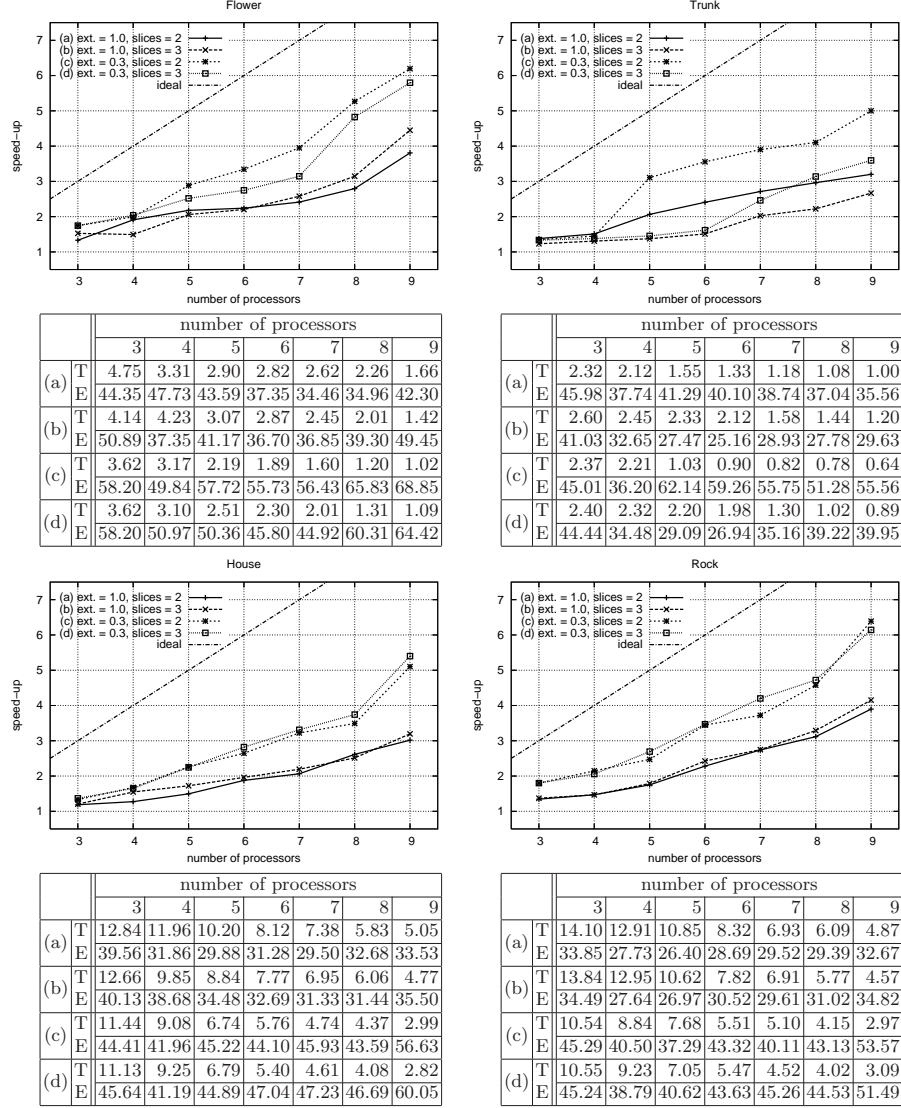 Flower
7
6
5
4
3
2
1
speed-up
(a) ext. = 1.0, slices = 2
(b) ext. = 1.0, slices = 3
(c) ext. = 0.3, slices = 2
(d) ext. = 0.3, slices = 3
ideal
3 4 5 6 7 8 9
number of processors
Trunk
7
6
5
4
3
2
1
speed-up
(a) ext. = 1.0, slices = 2
(b) ext. = 1.0, slices = 3
(c) ext. = 0.3, slices = 2
(d) ext. = 0.3, slices = 3
ideal
3 4 5 6 7 8 9
number of processors
number of processors
3 4 5 6 7 8 9
(a) T 4.75 3.31 2.90 2.82 2.62 2.26 1.66
E 44.35 47.73 43.59 37.35 34.46 34.96 42.30
(b) T 4.14 4.23 3.07 2.87 2.45 2.01 1.42
E 50.89 37.35 41.17 36.70 36.85 39.30 49.45
(c) T 3.62 3.17 2.19 1.89 1.60 1.20 1.02
E 58.20 49.84 57.72 55.73 56.43 65.83 68.85
(d) T 3.62 3.10 2.51 2.30 2.01 1.31 1.09
E 58.20 50.97 50.36 45.80 44.92 60.31 64.42
number of processors
3 4 5 6 7 8 9
(a) T 2.32 2.12 1.55 1.33 1.18 1.08 1.00
E 45.98 37.74 41.29 40.10 38.74 37.04 35.56
(b) T 2.60 2.45 2.33 2.12 1.58 1.44 1.20
E 41.03 32.65 27.47 25.16 28.93 27.78 29.63
(c) T 2.37 2.21 1.03 0.90 0.82 0.78 0.64
E 45.01 36.20 62.14 59.26 55.75 51.28 55.56
(d) T 2.40 2.32 2.20 1.98 1.30 1.02 0.89
E 44.44 34.48 29.09 26.94 35.16 39.22 39.95
House
7
6
5
4
3
2
1
speed-up
(a) ext. = 1.0, slices = 2
(b) ext. = 1.0, slices = 3
(c) ext. = 0.3, slices = 2
(d) ext. = 0.3, slices = 3
ideal
3 4 5 6 7 8 9
number of processors
Rock
7
6
5
4
3
2
1
speed-up
(a) ext. = 1.0, slices = 2
(b) ext. = 1.0, slices = 3
(c) ext. = 0.3, slices = 2
(d) ext. = 0.3, slices = 3
ideal
3 4 5 6 7 8 9
number of processors
number of processors
3 4 5 6 7 8 9
(a) T 12.84 11.96 10.20 8.12 7.38 5.83 5.05
E 39.56 31.86 29.88 31.28 29.50 32.68 33.53
(b) T 12.66 9.85 8.84 7.77 6.95 6.06 4.77
E 40.13 38.68 34.48 32.69 31.33 31.44 35.50
(c) T 11.44 9.08 6.74 5.76 4.74 4.37 2.99
E 44.41 41.96 45.22 44.10 45.93 43.59 56.63
(d) T 11.13 9.25 6.79 5.40 4.61 4.08 2.82
E 45.64 41.19 44.89 47.04 47.23 46.69 60.05
number of processors
3 4 5 6 7 8 9
(a) T 14.10 12.91 10.85 8.32 6.93 6.09 4.87
E 33.85 27.73 26.40 28.69 29.52 29.39 32.67
(b) T 13.84 12.95 10.62 7.82 6.91 5.77 4.57
E 34.49 27.64 26.97 30.52 29.61 31.02 34.82
(c) T 10.54 8.84 7.68 5.51 5.10 4.15 2.97
E 45.29 40.50 37.29 43.32 40.11 43.13 53.57
(d) T 10.55 9.23 7.05 5.47 4.52 4.02 3.09
E 45.24 38.79 40.62 43.63 45.26 44.53 51.49